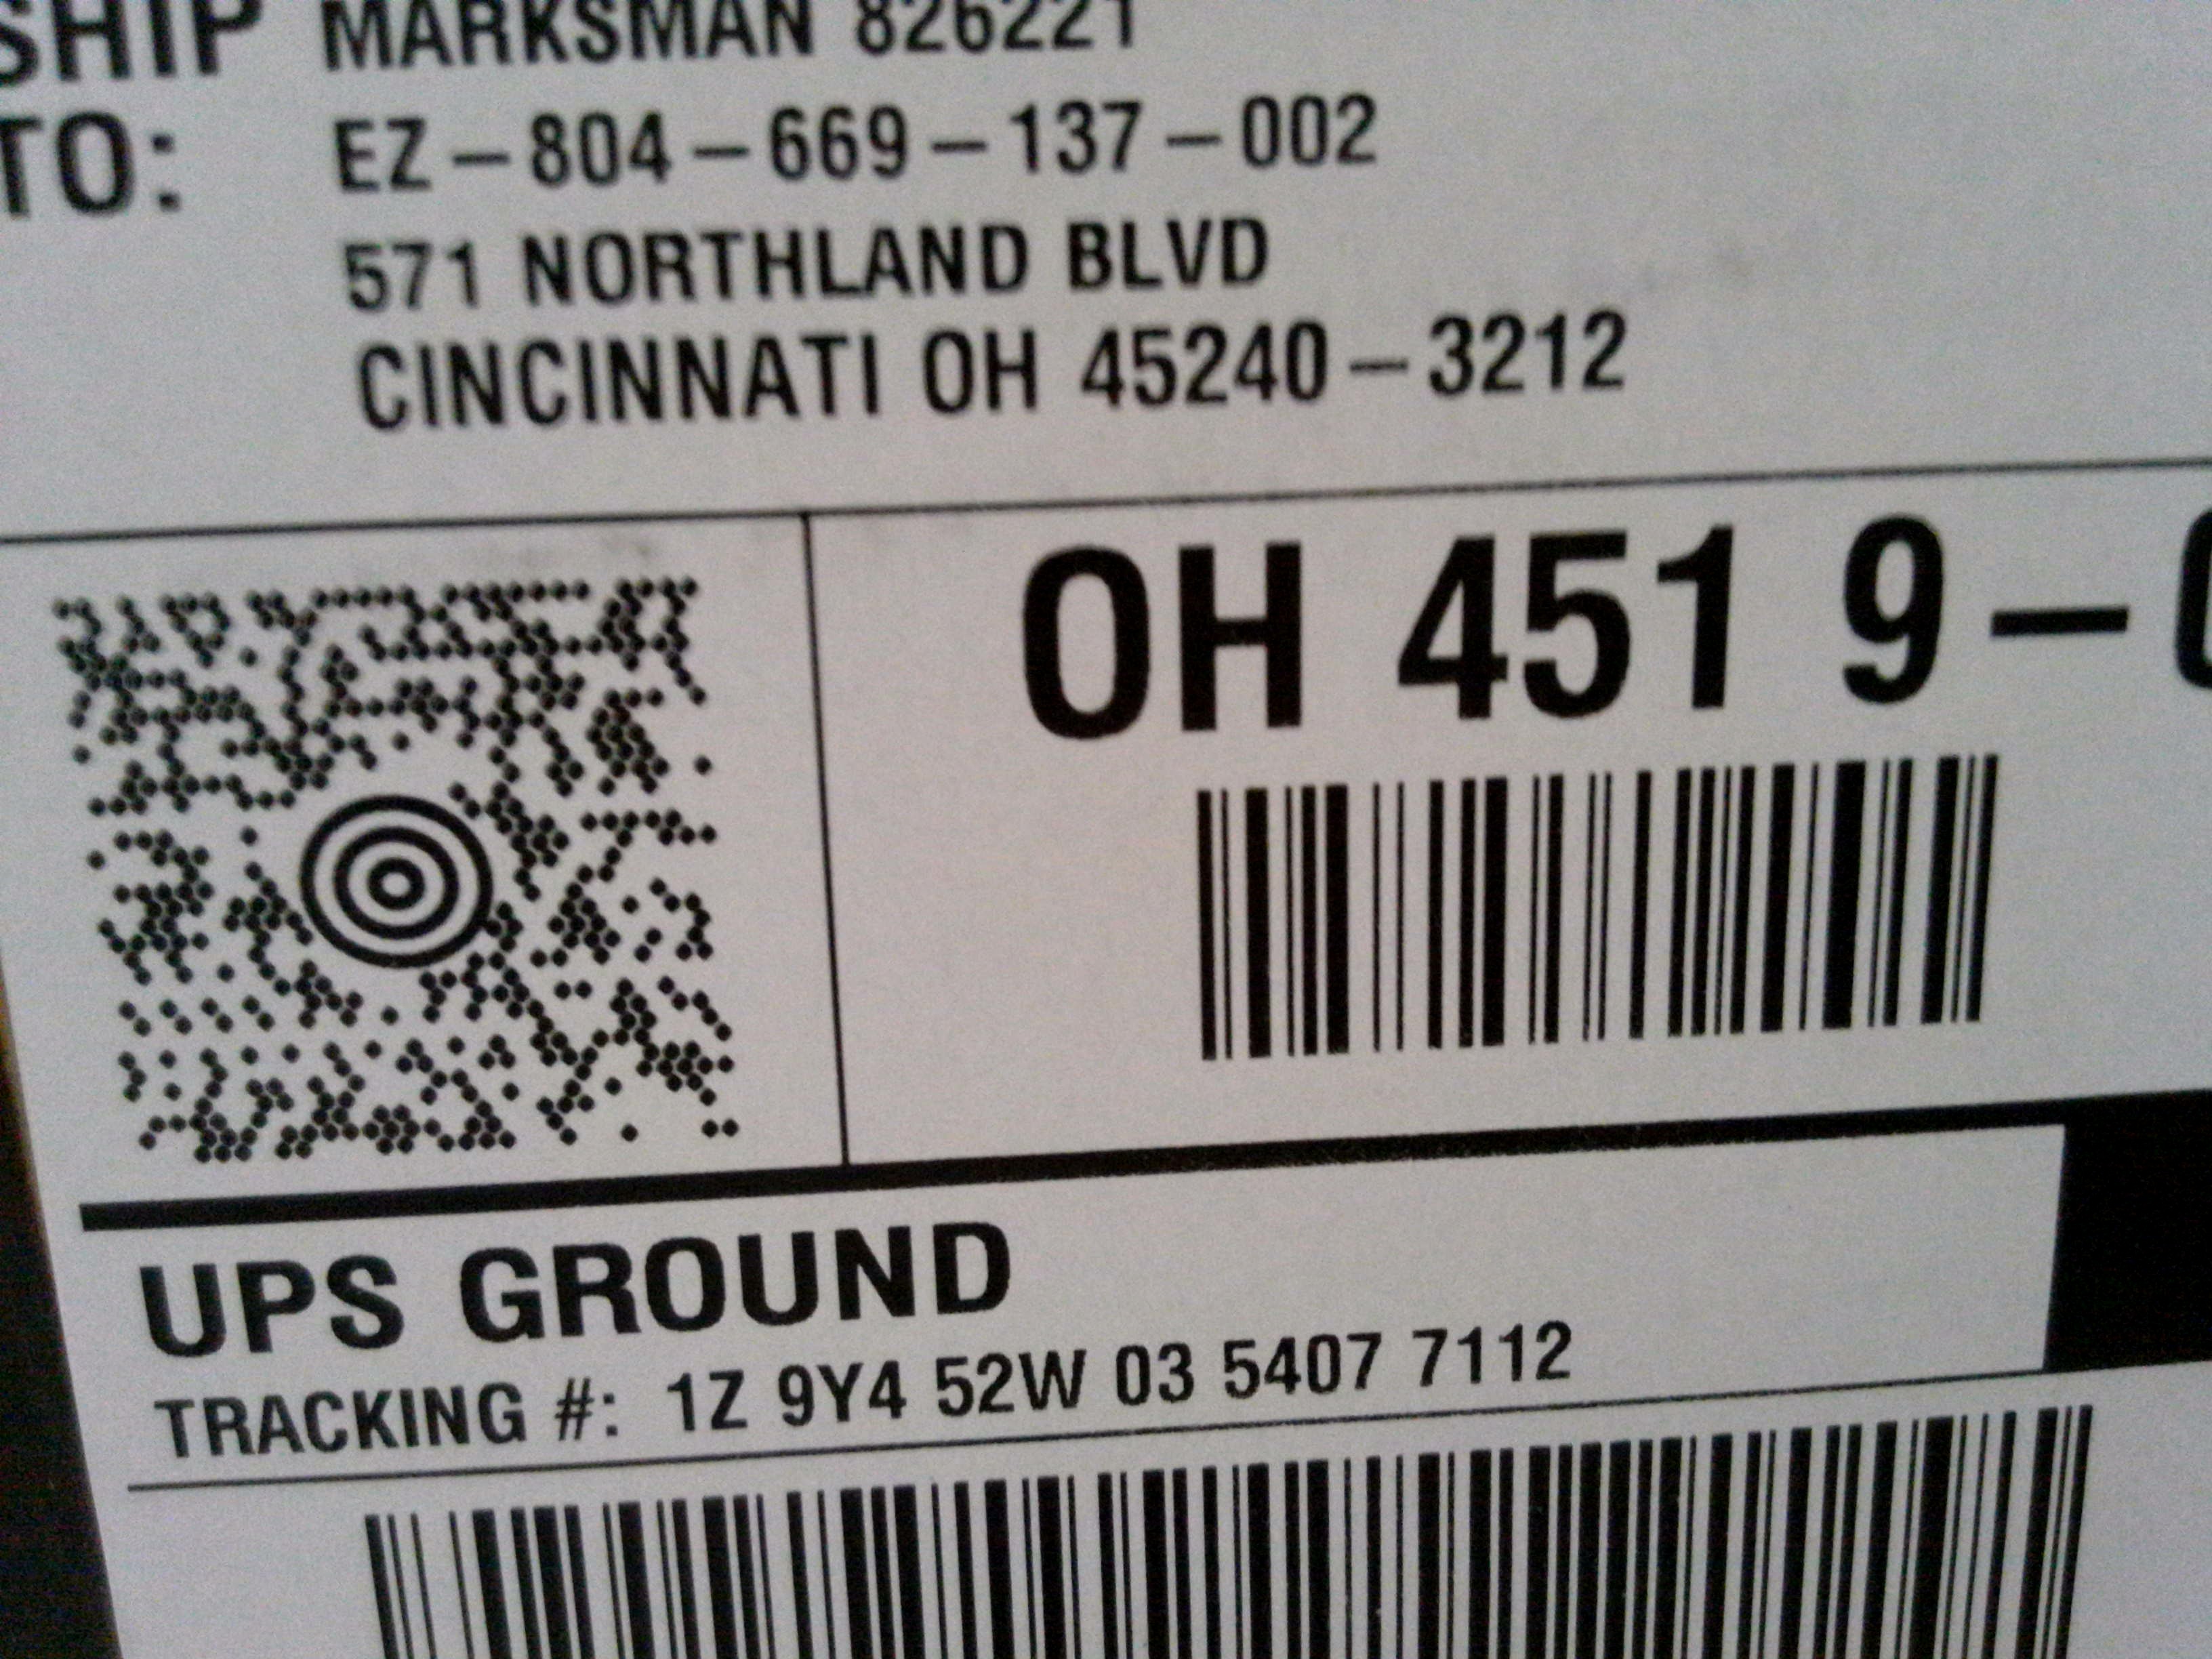 SHIP MARKSMAN 826221
TO: EZ-804-669-137-002
571 NORTHLAND BLVD
CINCINNATI OH 45240-3212
OH 451 9-
UPS GROUND
TRACKING #: 1Z 9Y4 52W 03 5407 7112